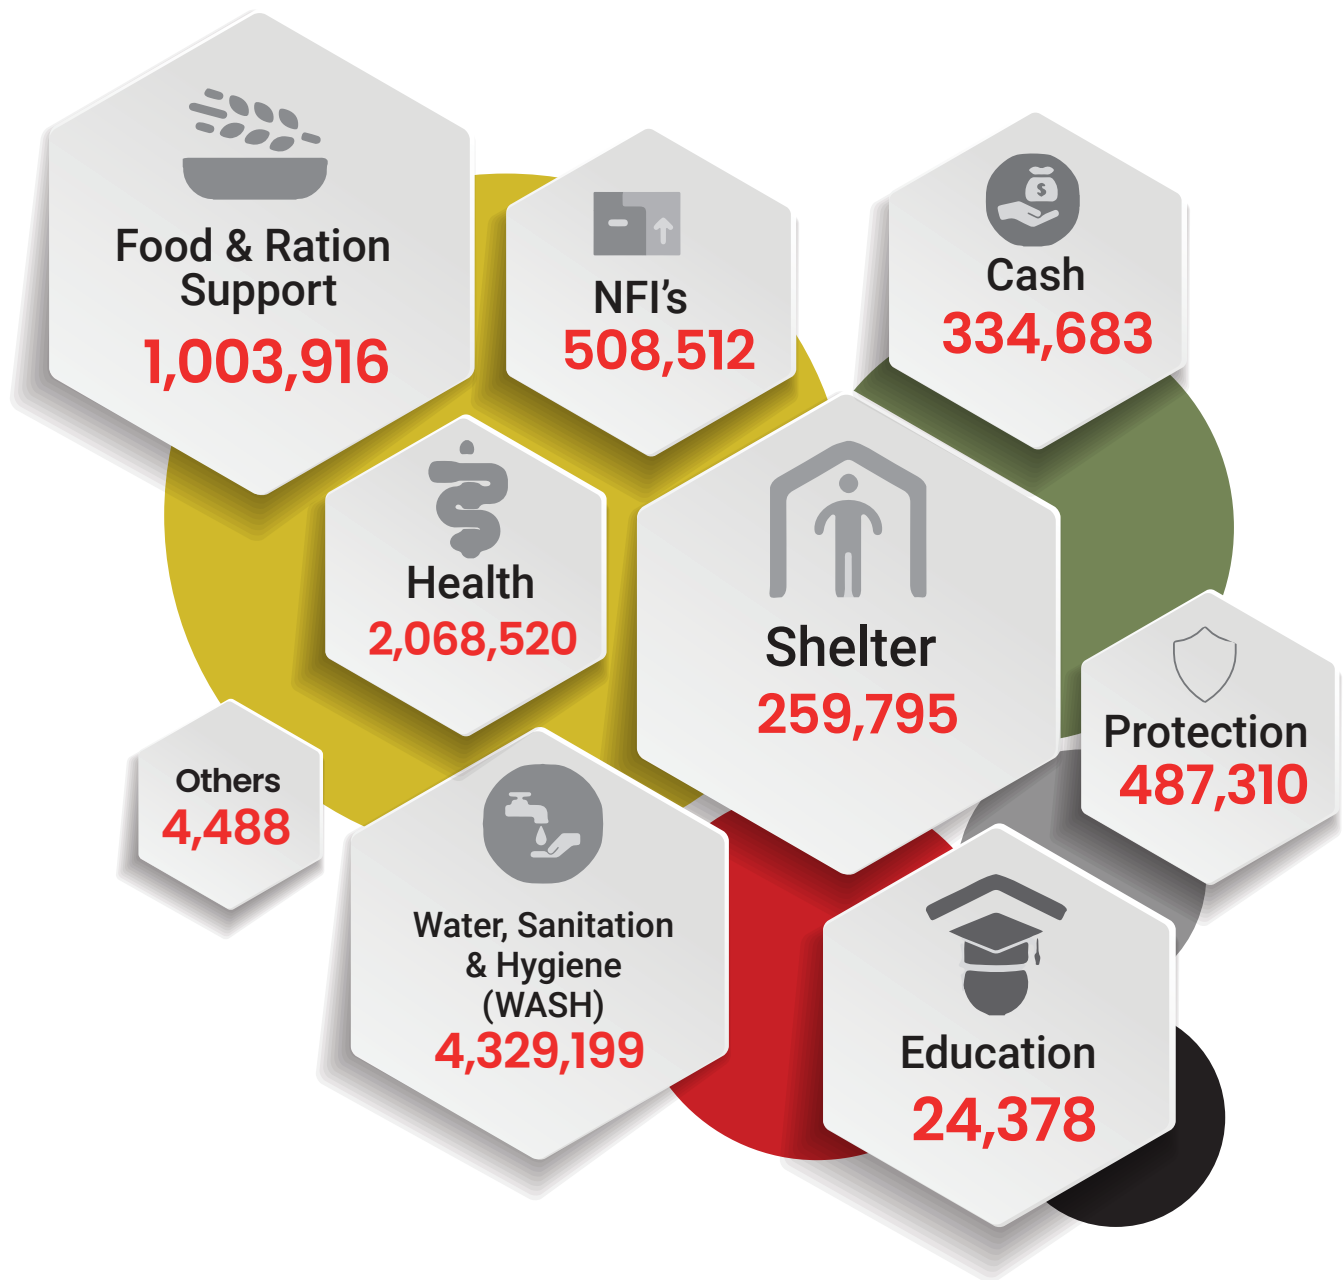 Food & Ration
Support
1,003,916
NFI’s
508,512
Cash
$
334,683
Health
2,068,520
Shelter
259,795
Protection
487,310
Others
4,488
Water, Sanitation
& Hygiene
(WASH)
4,329,199
Education
24,378